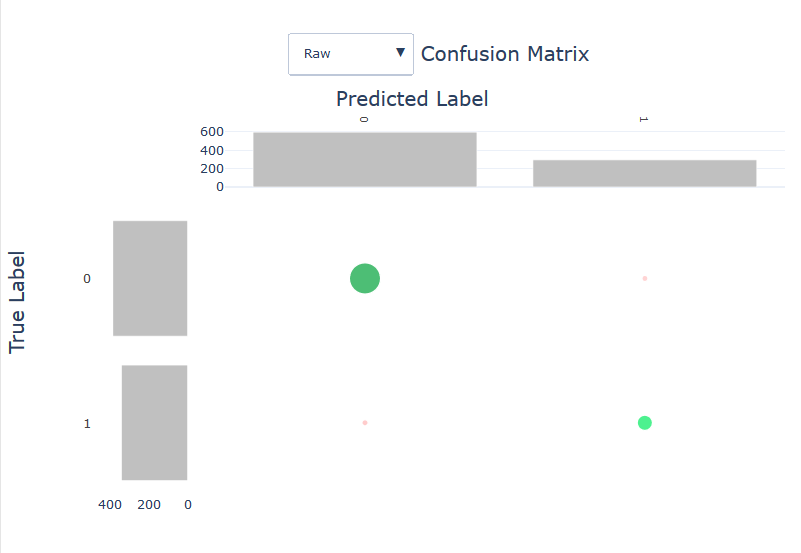 Raw ▼ Confusion Matrix
Predicted Label
0 1
600
400
200
0
True Label
0
1
400 200 0